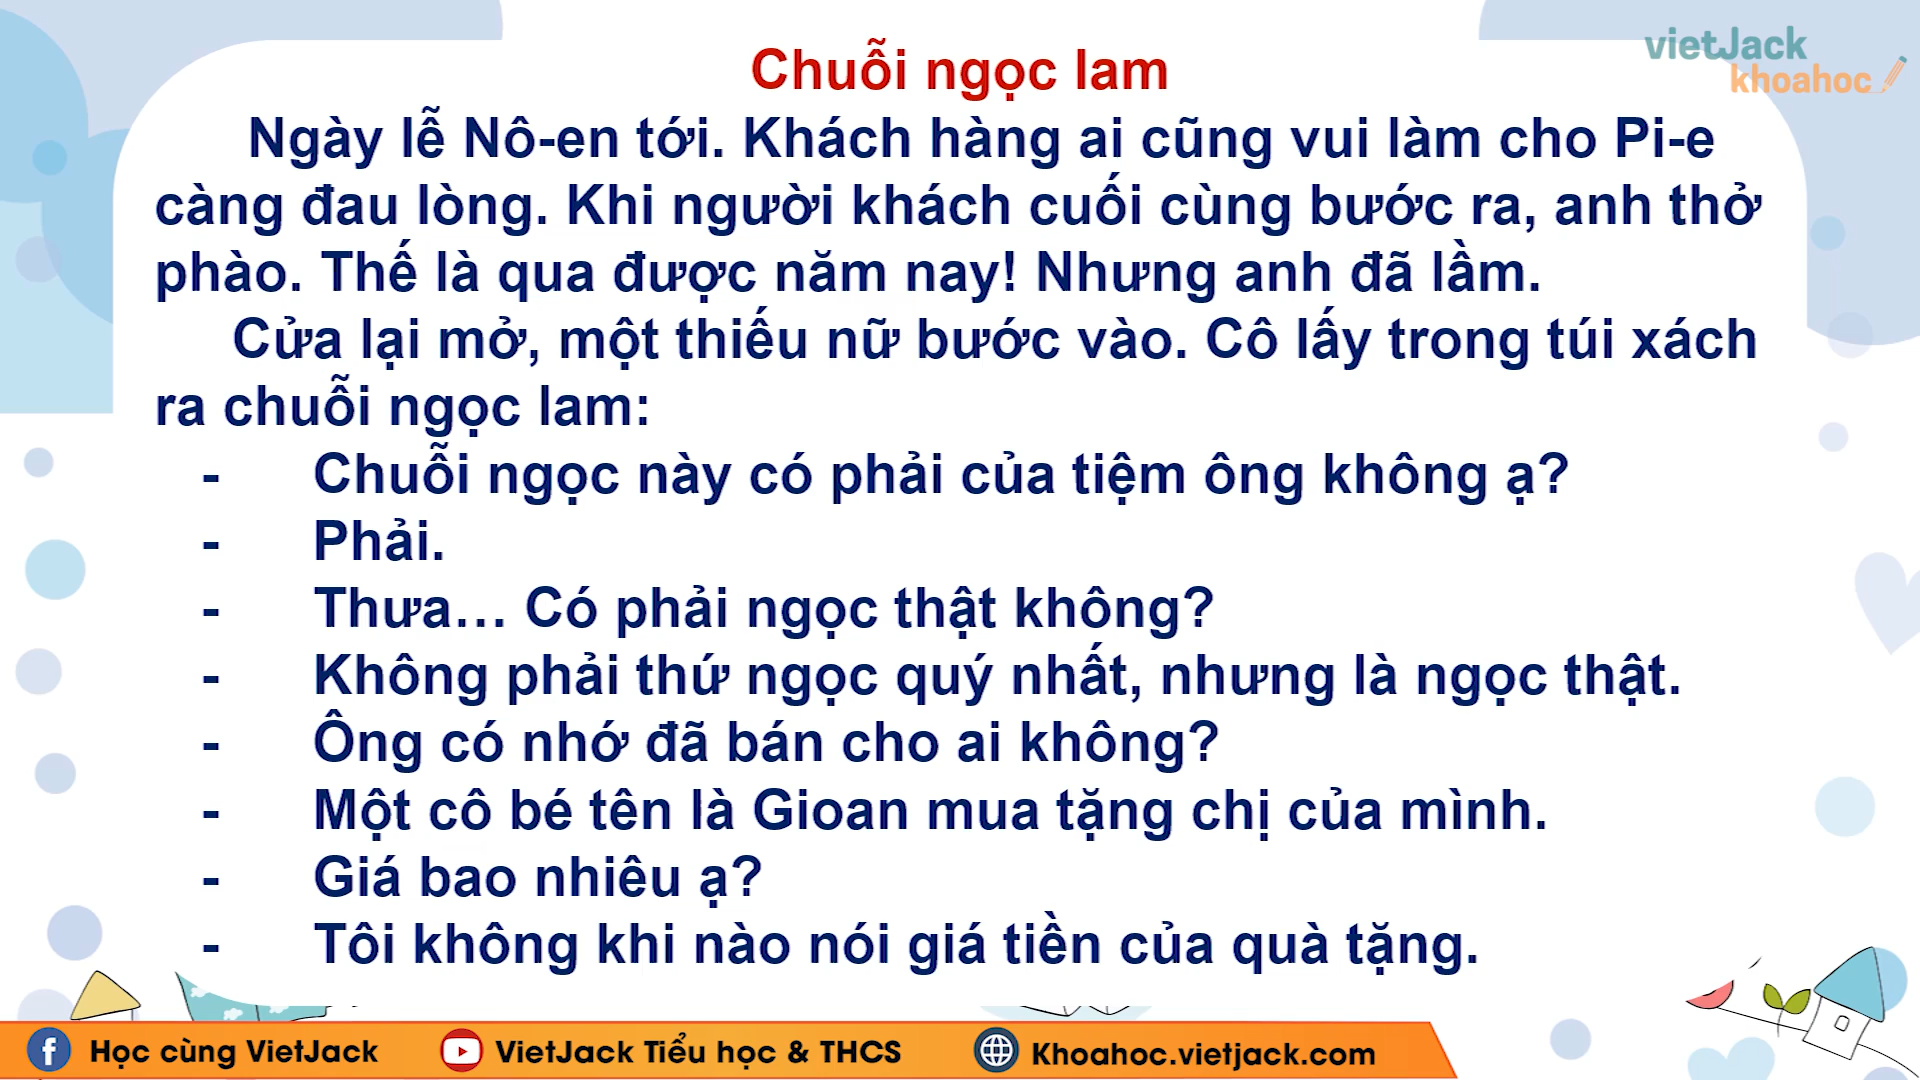 vietJack
khoahoc
Chuỗi ngọc lam
Ngày lễ Nô-en tới. Khách hàng ai cũng vui làm cho Pi-e
càng đau lòng. Khi người khách cuối cùng bước ra, anh thở
phào. Thế là qua được năm nay! Nhưng anh đã lầm.
Cửa lại mở, một thiếu nữ bước vào. Cô lấy trong túi xách
ra chuỗi ngọc lam:
- Chuỗi ngọc này có phải của tiệm ông không ạ?
- Phải.
- Thưa... Có phải ngọc thật không?
- Không phải thứ ngọc quý nhất, nhưng là ngọc thật.
- Ông có nhớ đã bán cho ai không?
- Một cô bé tên là Gioan mua tặng chị của mình.
- Giá bao nhiêu ạ?
- Tôi không khi nào nói giá tiền của quà tặng.
Học cùng VietJack
VietJack Tiểu học & THCS
Khoahoc.vietjack.com